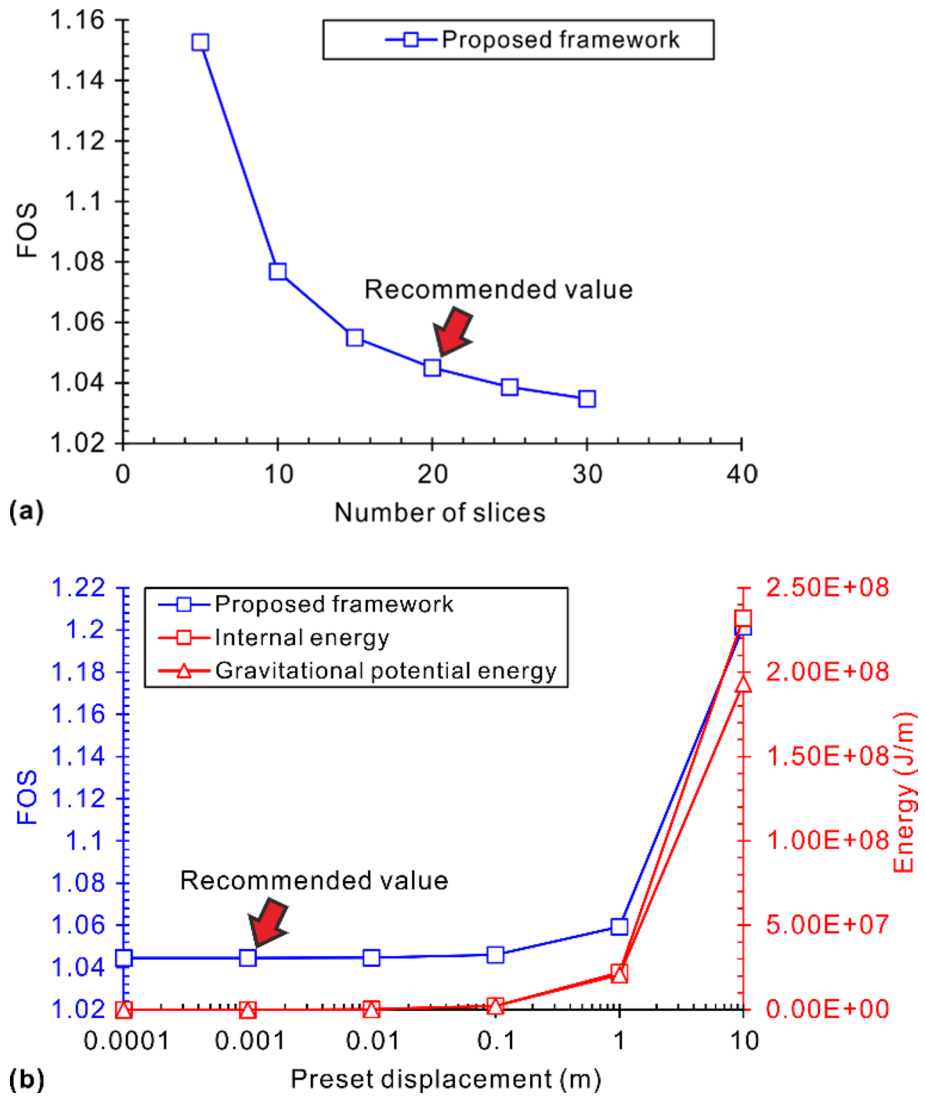 1.16
Proposed framework
1.14
1.12
1.1
FOS
1.08
Recommended value
1.06
1.04
1.02
0 10 20 30 40
(a) Number of slices
1.22 2.50E+08
Proposed framework
1.2
Internal energy
1.18 2.00E+08
Gravitational potential energy
1.16
1.14 1.50E+08
FOS Energy (J/m)
1.12
1.1 1.00E+08
1.08
Recommended value
1.06 5.00E+07
1.04
1.02 0.00E+00
0.0001 0.001 0.01 0.1 1 10
(b) Preset displacement (m)